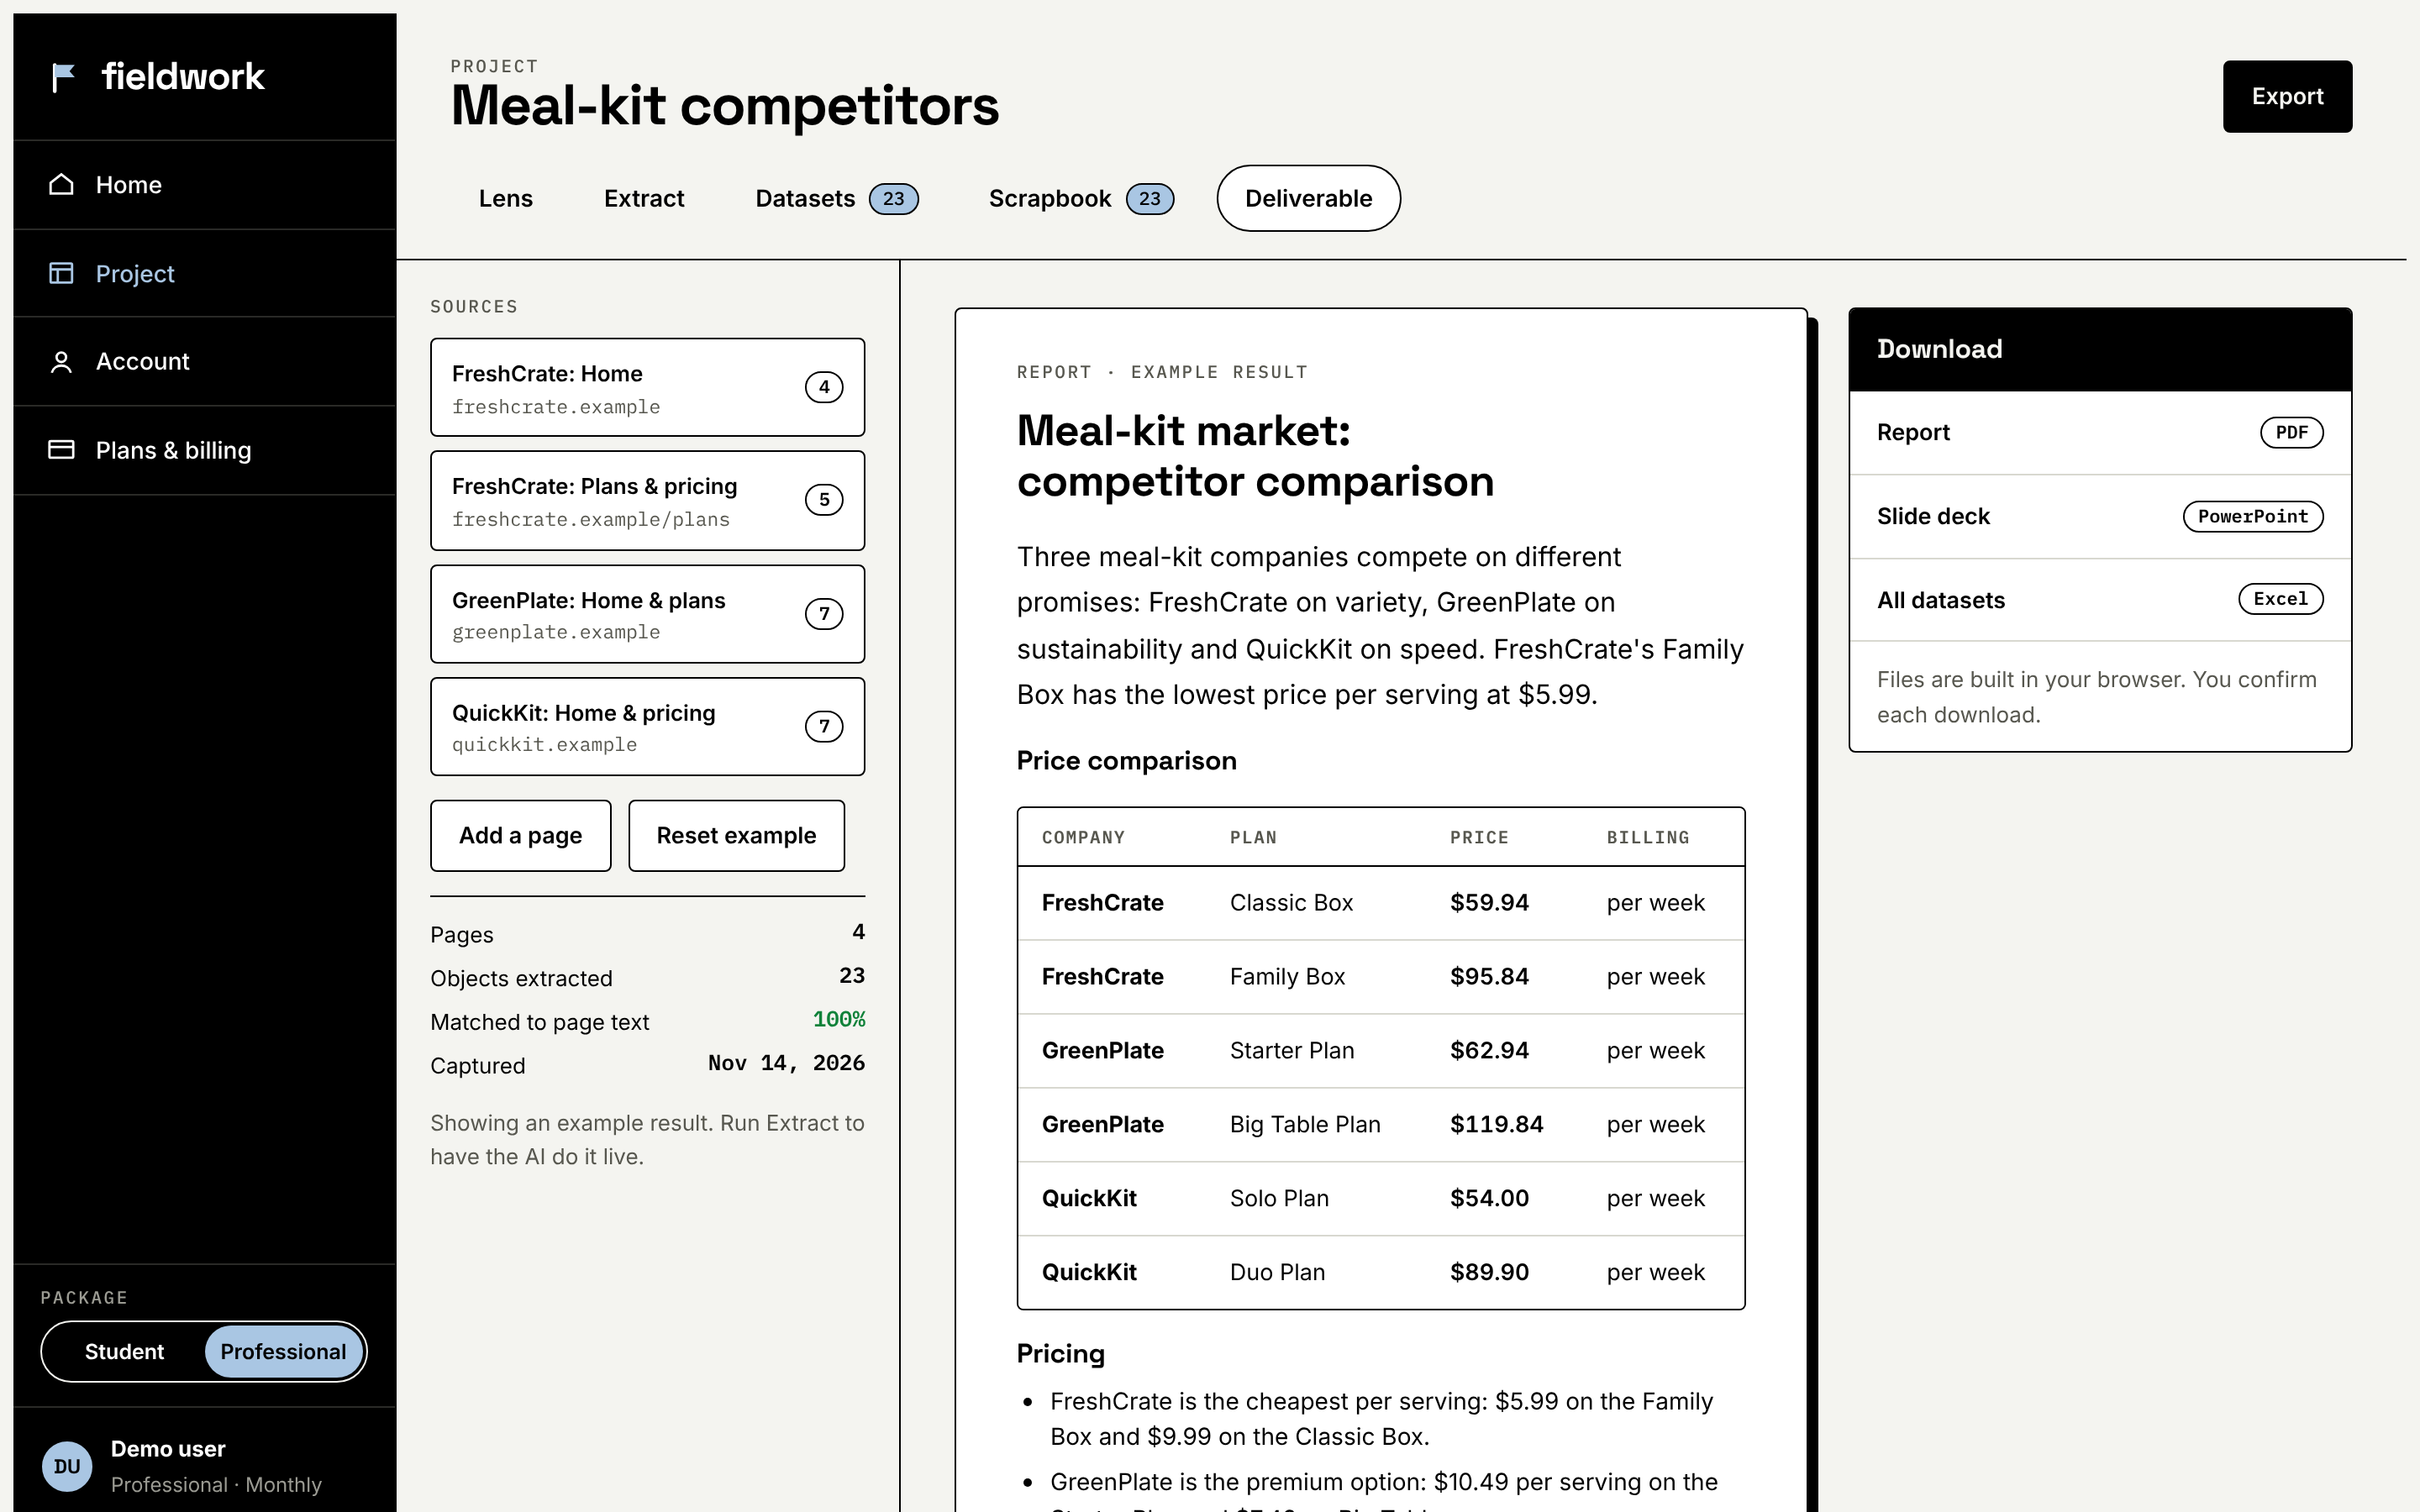 fieldwork
Home
Project
Account
Plans & billing
PACKAGE
Student
Professional
DU
Demo user
Professional · Monthly
PROJECT
Meal-kit competitors
Export
Lens
Extract
Datasets 23
Scrapbook 23
Deliverable
SOURCES
FreshCrate: Home
freshcrate.example
4
FreshCrate: Plans & pricing
freshcrate.example/plans
5
GreenPlate: Home & plans
greenplate.example
7
QuickKit: Home & pricing
quickkit.example
7
Add a page
Reset example
Pages 4
Objects extracted 23
Matched to page text 100%
Captured Nov 14, 2026
Showing an example result. Run Extract to
have the AI do it live.
REPORT · EXAMPLE RESULT
Meal-kit market:
competitor comparison
Three meal-kit companies compete on different
promises: FreshCrate on variety, GreenPlate on
sustainability and QuickKit on speed. FreshCrate's Family
Box has the lowest price per serving at $5.99.
Price comparison
COMPANY PLAN PRICE BILLING
FreshCrate Classic Box $59.94 per week
FreshCrate Family Box $95.84 per week
GreenPlate Starter Plan $62.94 per week
GreenPlate Big Table Plan $119.84 per week
QuickKit Solo Plan $54.00 per week
QuickKit Duo Plan $89.90 per week
Pricing
• FreshCrate is the cheapest per serving: $5.99 on the Family
Box and $9.99 on the Classic Box.
• GreenPlate is the premium option: $10.49 per serving on the
Download
Report PDF
Slide deck PowerPoint
All datasets Excel
Files are built in your browser. You confirm
each download.